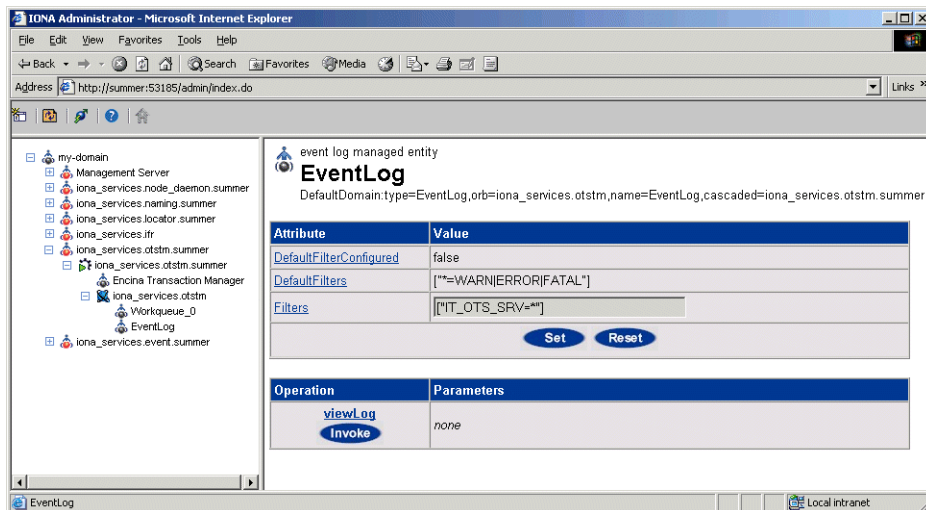 IONA Administrator - Microsoft Internet Explorer
File Edit View Favorites Tools Help
Back Search Favorites Media
Address http://summer:53185/admin/index.do Links »
my-domain
Management Server
iona_services.node_daemon.summer
iona_services.naming.summer
iona_services.locator.summer
iona_services.ifr
iona_services.otstm.summer
iona_services.otstm.summer
Encina Transaction Manager
iona_services.otstm
Workqueue_0
EventLog
iona_services.event.summer
event log managed entity
EventLog
DefaultDomain:type=EventLog,orb=iona_services.otstm,name=EventLog,cascaded=iona_services.otstm.summer
Attribute Value
DefaultFilterConfigured false
DefaultFilters ["*=WARN|ERROR|FATAL"]
Filters ["IT_OTS_SRV=*"]
Set Reset
Operation Parameters
viewLog
Invoke none
EventLog Local intranet